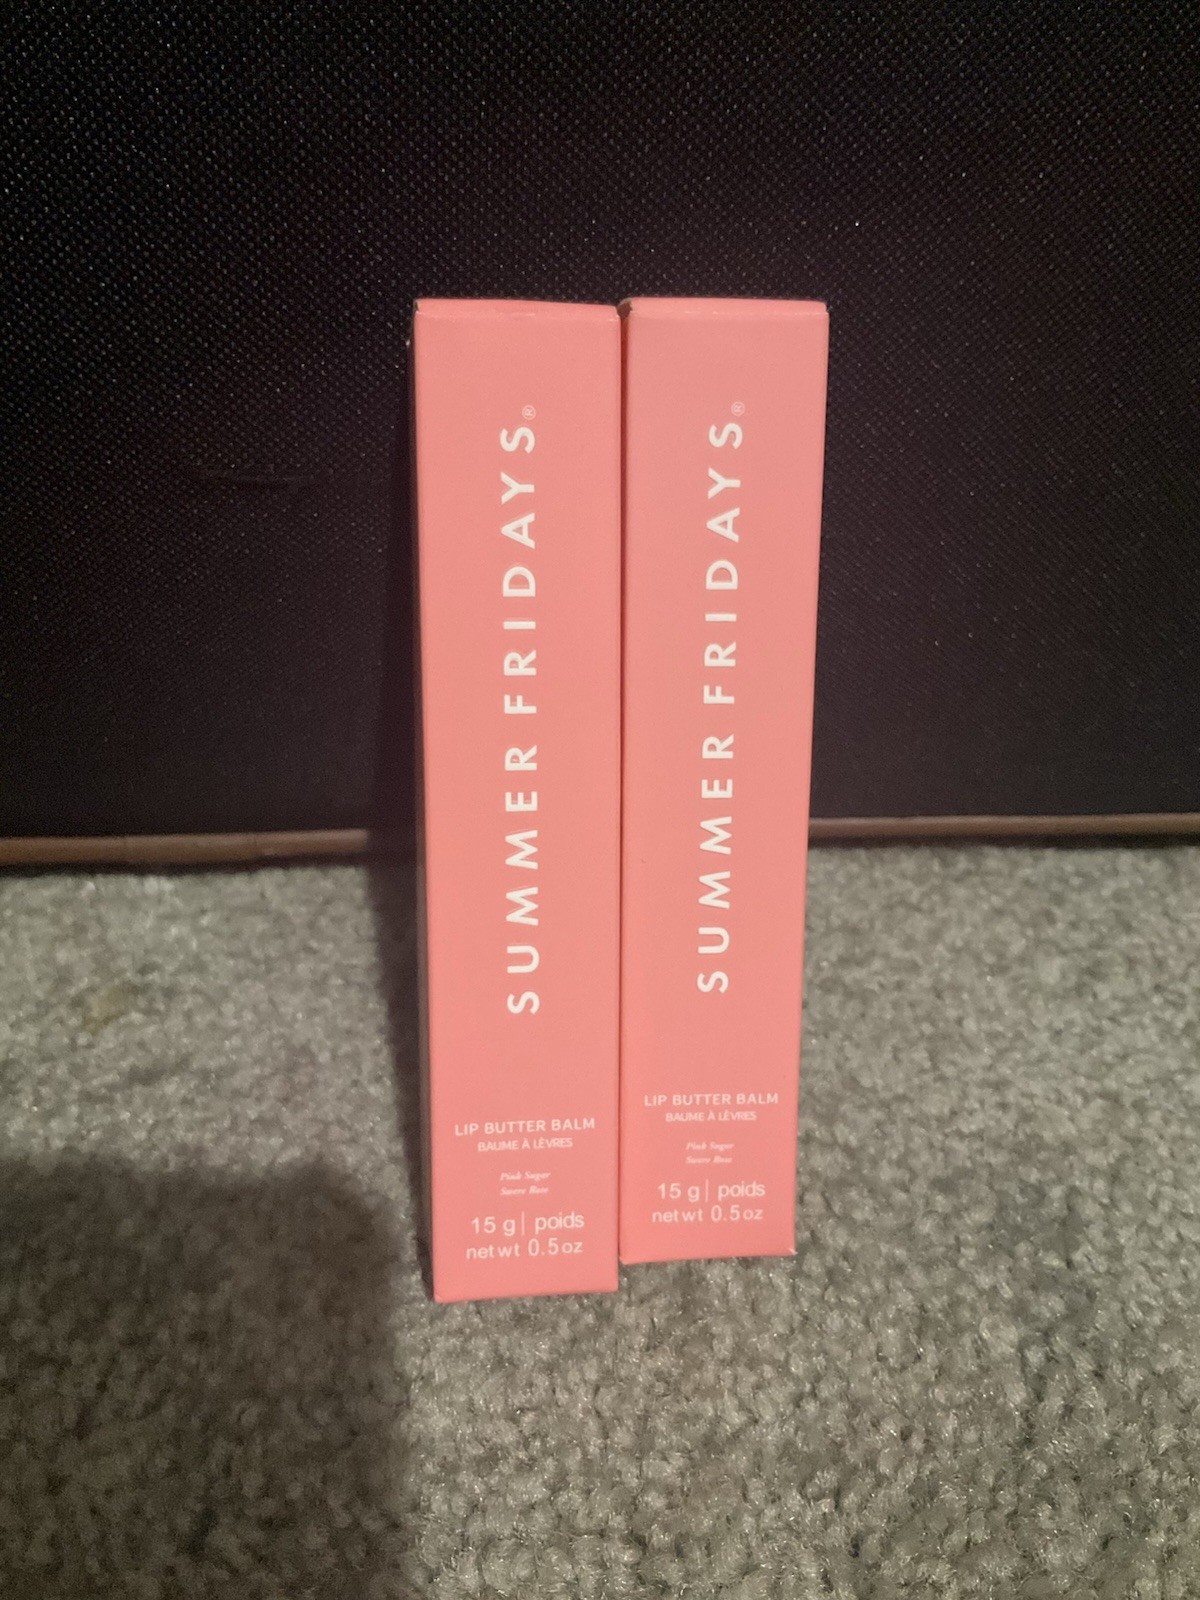 SUMMER FRIDAYS®
LIP BUTTER BALM
BAUME À LÈVRES
Pink Sugar
Sucre Rose
15 g | poids
net wt 0.5 oz
SUMMER FRIDAYS®
LIP BUTTER BALM
BAUME À LÈVRES
Pink Sugar
Sucre Rose
15 g | poids
net wt 0.5 oz